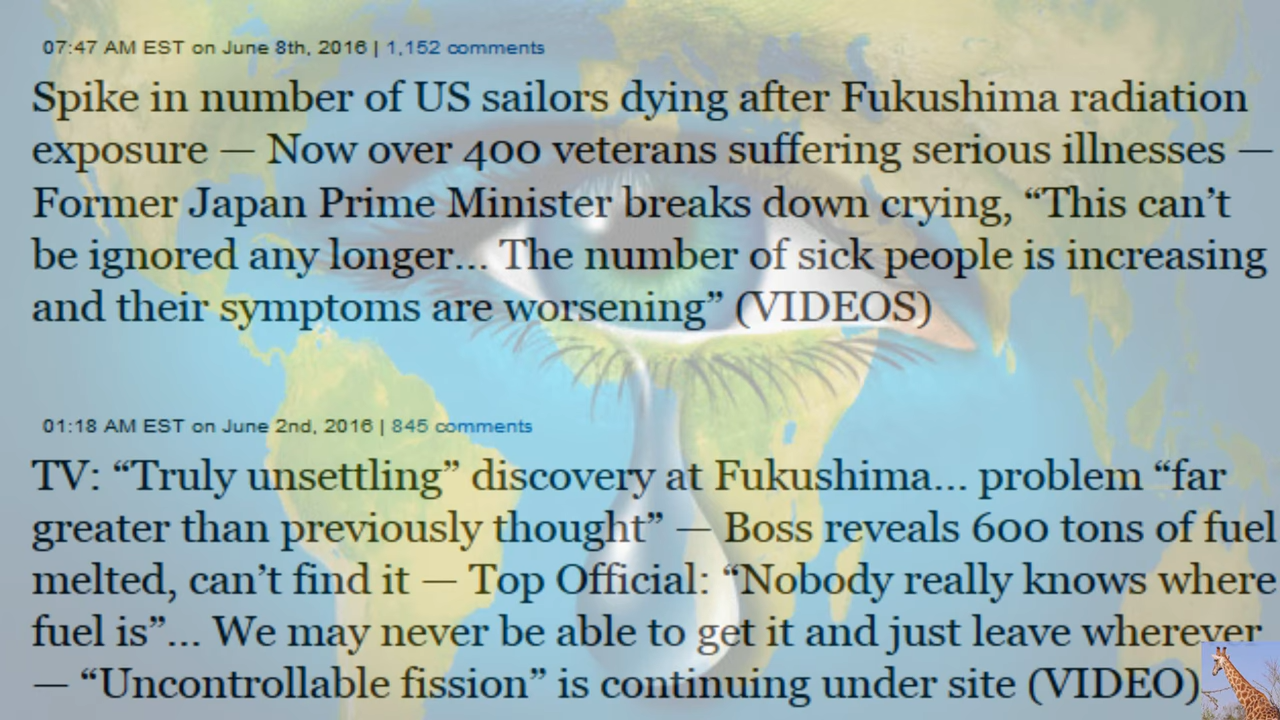 07:47 AM EST on June 8th, 2016 | 1,152 comments
Spike in number of US sailors dying after Fukushima radiation
exposure — Now over 400 veterans suffering serious illnesses —
Former Japan Prime Minister breaks down crying, “This can’t
be ignored any longer... The number of sick people is increasing
and their symptoms are worsening” (VIDEOS)
01:18 AM EST on June 2nd, 2016 | 845 comments
TV: “Truly unsettling” discovery at Fukushima... problem “far
greater than previously thought” — Boss reveals 600 tons of fuel
melted, can’t find it — Top Official: “Nobody really knows where
fuel is”... We may never be able to get it and just leave wherever
— “Uncontrollable fission” is continuing under site (VIDEO)